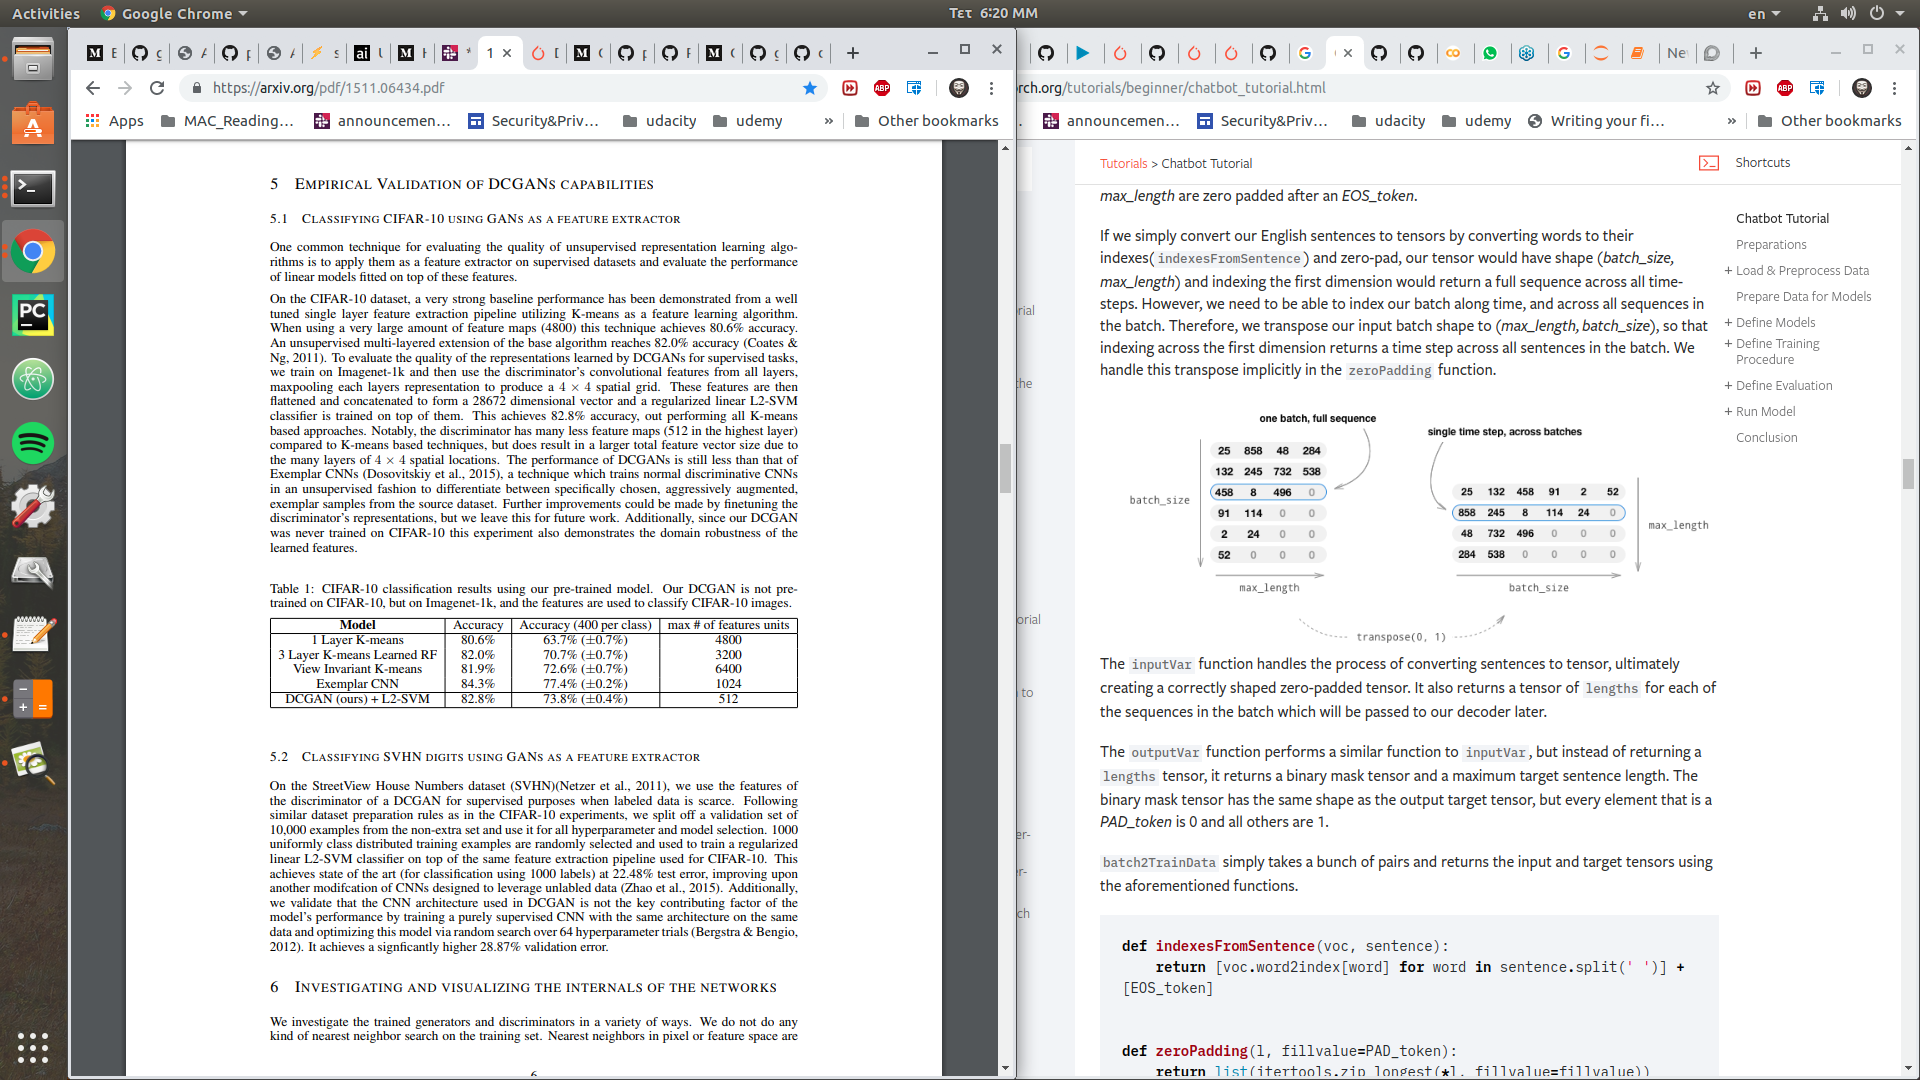 Activities
Google Chrome
Τετ 6:20 ΜΜ
en
https://arxiv.org/pdf/1511.06434.pdf
Apps
MAC_Reading...
announcemen...
Security&Priv...
udacity
udemy
»
Other bookmarks
5 EMPIRICAL VALIDATION OF DCGANS CAPABILITIES
5.1 CLASSIFYING CIFAR-10 USING GANS AS A FEATURE EXTRACTOR
One common technique for evaluating the quality of unsupervised representation learning algo-
rithms is to apply them as a feature extractor on supervised datasets and evaluate the performance
of linear models fitted on top of these features.
On the CIFAR-10 dataset, a very strong baseline performance has been demonstrated from a well
tuned single layer feature extraction pipeline utilizing K-means as a feature learning algorithm.
When using a very large amount of feature maps (4800) this technique achieves 80.6% accuracy.
An unsupervised multi-layered extension of the base algorithm reaches 82.0% accuracy (Coates &
Ng, 2011). To evaluate the quality of the representations learned by DCGANs for supervised tasks,
we train on Imagenet-1k and then use the discriminator's convolutional features from all layers,
maxpooling each layers representation to produce a 4 × 4 spatial grid. These features are then
flattened and concatenated to form a 28672 dimensional vector and a regularized linear L2-SVM
classifier is trained on top of them. This achieves 82.8% accuracy, out performing all K-means
based approaches. Notably, the discriminator has many less feature maps (512 in the highest layer)
compared to K-means based techniques, but does result in a larger total feature vector size due to
the many layers of 4 × 4 spatial locations. The performance of DCGANs is still less than that of
Exemplar CNNs (Dosovitskiy et al., 2015), a technique which trains normal discriminative CNNs
in an unsupervised fashion to differentiate between specifically chosen, aggressively augmented,
exemplar samples from the source dataset. Further improvements could be made by finetuning the
discriminator's representations, but we leave this for future work. Additionally, since our DCGAN
was never trained on CIFAR-10 this experiment also demonstrates the domain robustness of the
learned features.
Table 1: CIFAR-10 classification results using our pre-trained model. Our DCGAN is not pre-
trained on CIFAR-10, but on Imagenet-1k, and the features are used to classify CIFAR-10 images.
Model Accuracy Accuracy (400 per class) max # of features units
1 Layer K-means 80.6% 63.7% (±0.7%) 4800
3 Layer K-means Learned RF 82.0% 70.7% (±0.7%) 3200
View Invariant K-means 81.9% 72.6% (±0.7%) 6400
Exemplar CNN 84.3% 77.4% (±0.2%) 1024
DCGAN (ours) + L2-SVM 82.8% 73.8% (±0.4%) 512
5.2 CLASSIFYING SVHN DIGITS USING GANS AS A FEATURE EXTRACTOR
On the StreetView House Numbers dataset (SVHN)(Netzer et al., 2011), we use the features of
the discriminator of a DCGAN for supervised purposes when labeled data is scarce. Following
similar dataset preparation rules as in the CIFAR-10 experiments, we split off a validation set of
10,000 examples from the non-extra set and use it for all hyperparameter and model selection. 1000
uniformly class distributed training examples are randomly selected and used to train a regularized
linear L2-SVM classifier on top of the same feature extraction pipeline used for CIFAR-10. This
achieves state of the art (for classification using 1000 labels) at 22.48% test error, improving upon
another modifcation of CNNs designed to leverage unlabled data (Zhao et al., 2015). Additionally,
we validate that the CNN architecture used in DCGAN is not the key contributing factor of the
model's performance by training a purely supervised CNN with the same architecture on the same
data and optimizing this model via random search over 64 hyperparameter trials (Bergstra & Bengio,
2012). It achieves a signficantly higher 28.87% validation error.
6 INVESTIGATING AND VISUALIZING THE INTERNALS OF THE NETWORKS
We investigate the trained generators and discriminators in a variety of ways. We do not do any
kind of nearest neighbor search on the training set. Nearest neighbors in pixel or feature space are
rch.org/tutorials/beginner/chatbot_tutorial.html
announcemen...
Security&Priv...
udacity
udemy
Writing your fi...
»
Other bookmarks
Tutorials > Chatbot Tutorial
Shortcuts
max_length are zero padded after an EOS_token.
If we simply convert our English sentences to tensors by converting words to their
indexes( indexesFromSentence ) and zero-pad, our tensor would have shape (batch_size,
max_length) and indexing the first dimension would return a full sequence across all time-
steps. However, we need to be able to index our batch along time, and across all sequences in
the batch. Therefore, we transpose our input batch shape to (max_length, batch_size), so that
indexing across the first dimension returns a time step across all sentences in the batch. We
handle this transpose implicitly in the zeroPadding function.
one batch, full sequence
single time step, across batches
batch_size
25 858 48 284
132 245 732 538
458 8 496 0
91 114 0 0
2 24 0 0
52 0 0 0
max_length
25 132 458 91 2 52
858 245 8 114 24 0
48 732 496 0 0 0
284 538 0 0 0 0
max_length
batch_size
transpose(0, 1)
The inputVar function handles the process of converting sentences to tensor, ultimately
creating a correctly shaped zero-padded tensor. It also returns a tensor of lengths for each of
the sequences in the batch which will be passed to our decoder later.
The outputVar function performs a similar function to inputVar, but instead of returning a
lengths tensor, it returns a binary mask tensor and a maximum target sentence length. The
binary mask tensor has the same shape as the output target tensor, but every element that is a
PAD_token is 0 and all others are 1.
batch2TrainData simply takes a bunch of pairs and returns the input and target tensors using
the aforementioned functions.
def indexesFromSentence(voc, sentence):
return [voc.word2index[word] for word in sentence.split(' ')] +
[EOS_token]
def zeroPadding(l, fillvalue=PAD_token):
return list(itertools.zip_longest(*l, fillvalue=fillvalue))
Chatbot Tutorial
Preparations
+ Load & Preprocess Data
Prepare Data for Models
+ Define Models
+ Define Training
Procedure
+ Define Evaluation
+ Run Model
Conclusion